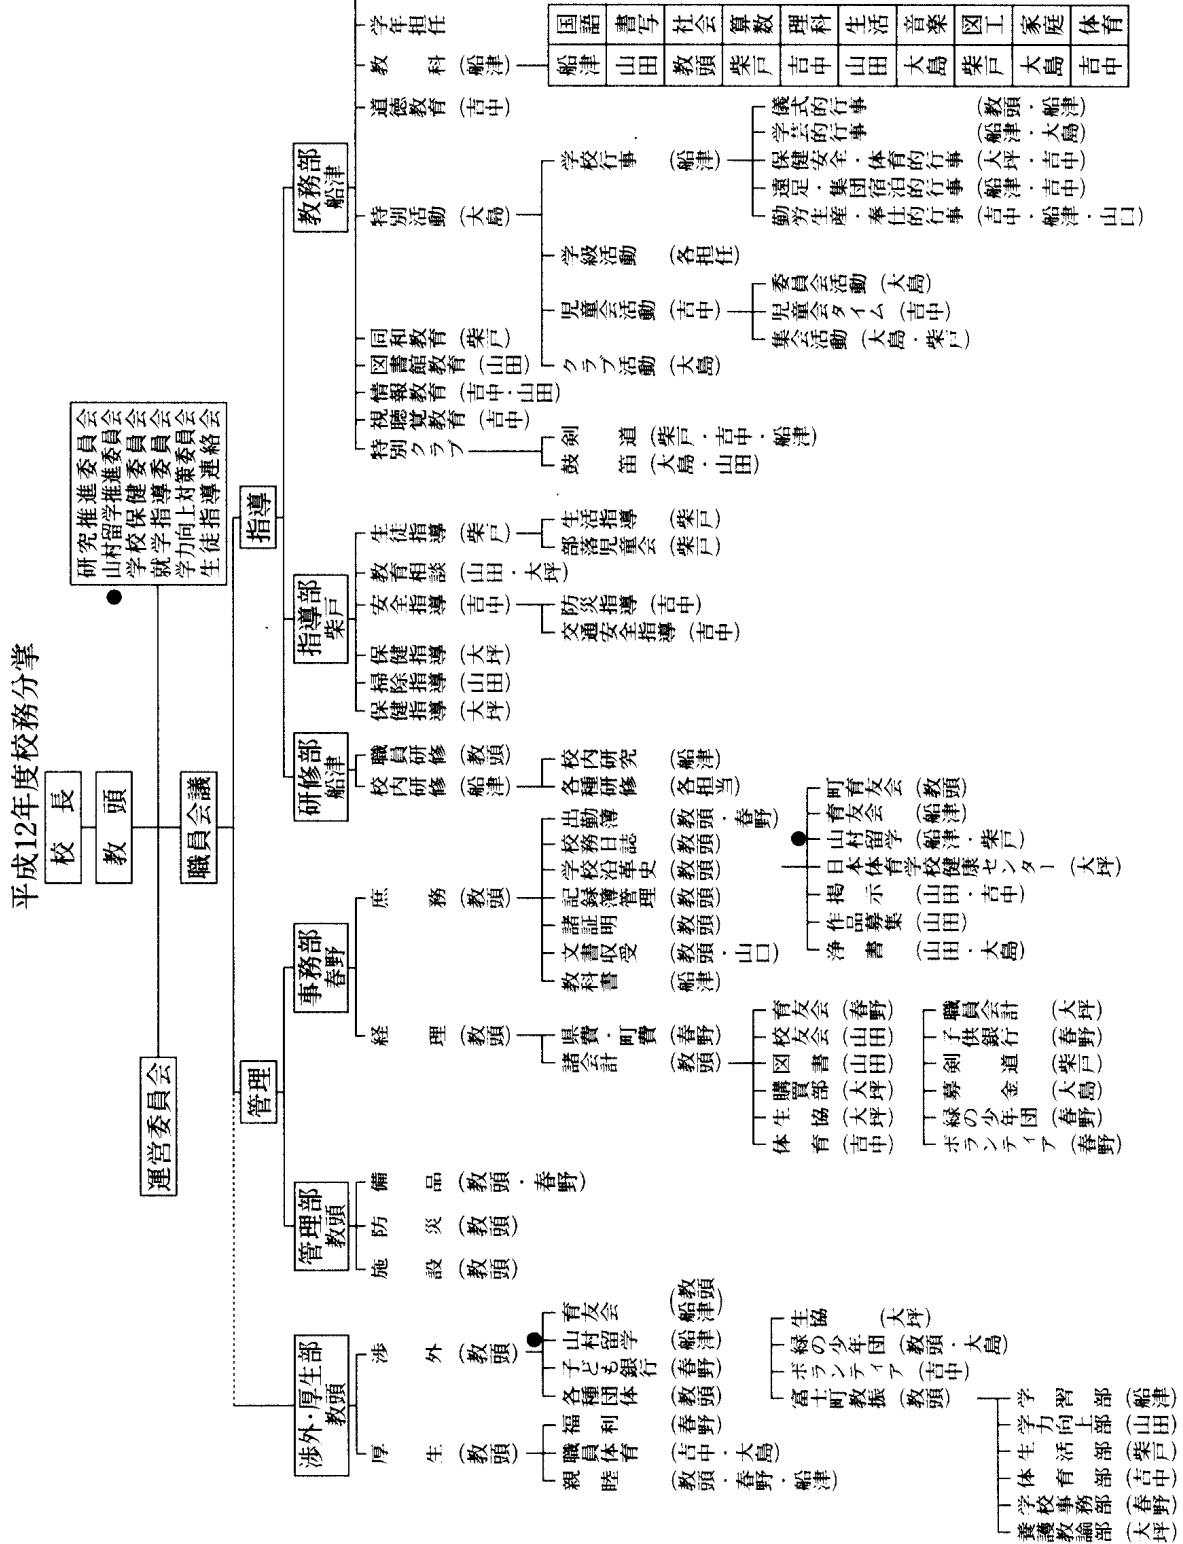 平成12年度校務分掌
校長
教頭
運営委員会
研究推進委員会
山村留学推進委員会
学校保健委員会
就学指導委員会
学力向上対策委員会
生徒指導連絡会
●
職員会議
管理
指導
渉外・厚生部 教頭
管理部 教頭
事務部 春野
研修部 船津
指導部 柴戸
教務部 船津
学年担任
教科(船津)
国語 書写 社会 算数 理科 生活 音楽 図工 家庭 体育
船津 山田 教頭 柴戸 吉中 山田 大島 柴戸 大島 吉中
道徳教育(吉中)
特別活動(大島)
学校行事(船津)
儀式的行事(教頭・船津)
学芸的行事(船津・大島)
保健安全・体育的行事(大坪・吉中)
遠足・集団宿泊的行事(船津・吉中)
勤労生産・奉仕的行事(吉中・船津・山口)
学級活動(各担任)
児童会活動(吉中)
委員会活動(大島)
児童会タイム(吉中)
集会活動(大島・柴戸)
クラブ活動(大島)
同和教育(柴戸)
図書館教育(山田)
情報教育(吉中・山田)
視聴覚教育(吉中)
特別クラブ
剣道(柴戸・吉中・船津)
鼓笛(大島・山田)
生徒指導(柴戸)
生活指導(柴戸)
部落児童会(柴戸)
教育相談(山田・大坪)
安全指導(吉中)
防災指導(吉中)
交通安全指導(吉中)
保健指導(大坪)
掃除指導(山田)
保健指導(大坪)
職員研修(教頭)
校内研修(船津)
校内研究(船津)
各種研修(各担当)
庶務(教頭)
出勤簿(教頭・春野)
校務日誌(教頭)
学校沿革史(教頭)
記録簿管理(教頭)
諸証明(教頭)
文書収受(教頭・山口)
教科書(船津)
町育友会(教頭)
育友会(船津)
●山村留学(船津・柴戸)
日本体育学校健康センター(大坪)
掲示(山田・吉中)
作品募集(山田)
浄書(山田・大島)
経理(教頭)
県費・町費(春野)
諸会計(教頭)
育友会(春野)
校友会(山田)
図書(山田)
購買部(大坪)
生協(大坪)
体育(吉中)
職員会計(大坪)
子供銀行(春野)
剣道(柴戸)
募金(大島)
緑の少年団(春野)
ボランティア(春野)
備品(教頭・春野)
防災(教頭)
施設(教頭)
渉外(教頭)
育友会(教頭 船津)
●山村留学(船津)
子ども銀行(春野)
各種団体(教頭)
生協(大坪)
緑の少年団(教頭・大島)
ボランティア(吉中)
富士町教振(教頭)
学習部(船津)
学力向上部(山田)
生活部(柴戸)
体育部(吉中)
学校事務部(春野)
養護教諭部(大坪)
厚生(教頭)
福利(春野)
職員体育(吉中・大島)
親睦(教頭・春野・船津)